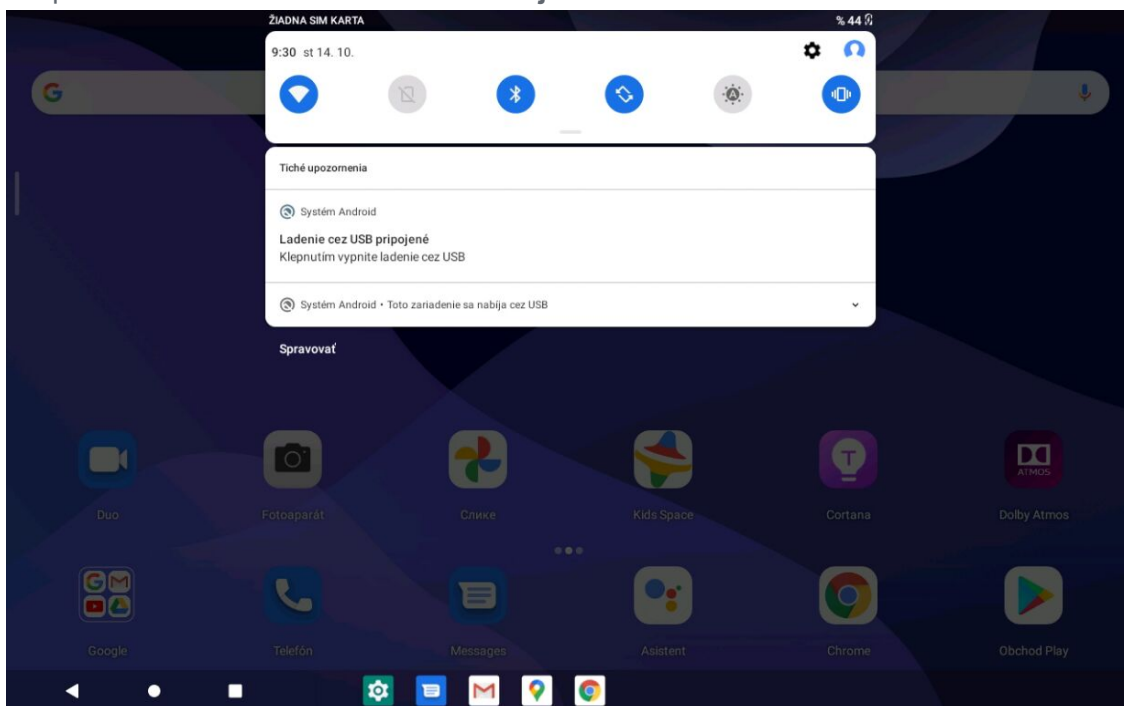 ŽIADNA SIM KARTA
% 44
9:30 st 14. 10.
Tiché upozornenia
Systém Android
Ladenie cez USB pripojené
Klepnutím vypnite ladenie cez USB
Systém Android • Toto zariadenie sa nabíja cez USB
Spravovať
ATMOS
Duo
Fotoaparát
Слике
Kids Space
Cortana
Dolby Atmos
Google
Telefón
Messages
Asistent
Chrome
Obchod Play